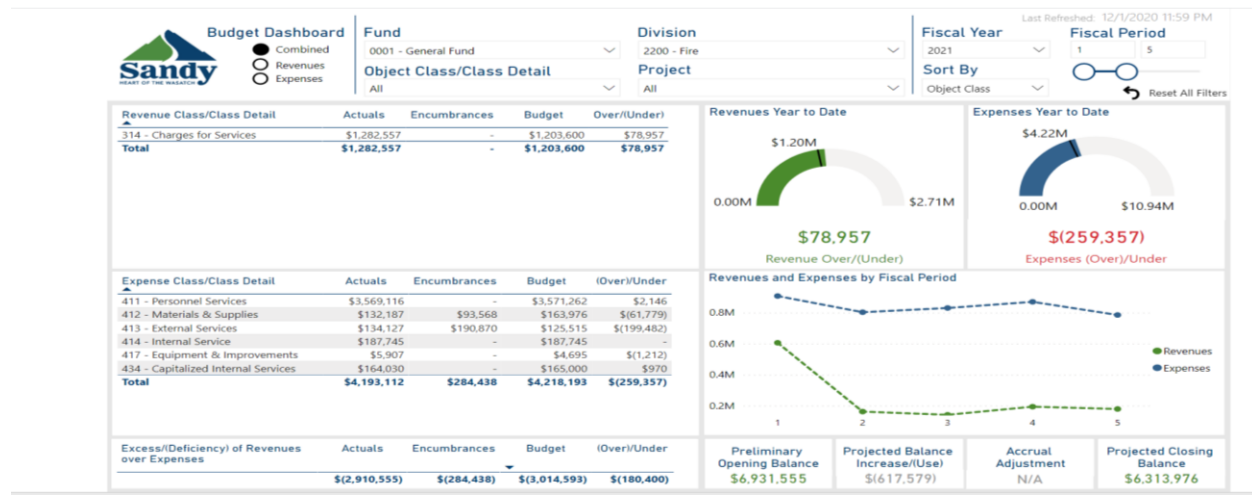 Last Refreshed: 12/1/2020 11:59 PM
Sandy
HEART OF THE WASATCH
Budget Dashboard
Combined
Revenues
Expenses
Fund
0001 - General Fund
Object Class/Class Detail
All
Division
2200 - Fire
Project
All
Fiscal Year
2021
Sort By
Object Class
Fiscal Period
1 5
Reset All Filters
Revenue Class/Class Detail Actuals Encumbrances Budget Over/(Under)
314 - Charges for Services $1,282,557 - $1,203,600 $78,957
Total $1,282,557 - $1,203,600 $78,957
Revenues Year to Date
$1.20M
0.00M $2.71M
$78,957
Revenue Over/(Under)
Expenses Year to Date
$4.22M
0.00M $10.94M
$(259,357)
Expenses (Over)/Under
Expense Class/Class Detail Actuals Encumbrances Budget (Over)/Under
411 - Personnel Services $3,569,116 - $3,571,262 $2,146
412 - Materials & Supplies $132,187 $93,568 $163,976 $(61,779)
413 - External Services $134,127 $190,870 $125,515 $(199,482)
414 - Internal Service $187,745 - $187,745 -
417 - Equipment & Improvements $5,907 - $4,695 $(1,212)
434 - Capitalized Internal Services $164,030 - $165,000 $970
Total $4,193,112 $284,438 $4,218,193 $(259,357)
Revenues and Expenses by Fiscal Period
0.8M
0.6M
0.4M
0.2M
1 2 3 4 5
Revenues
Expenses
Excess/(Deficiency) of Revenues over Expenses Actuals Encumbrances Budget (Over)/Under
$(2,910,555) $(284,438) $(3,014,593) $(180,400)
Preliminary
Opening Balance
$6,931,555
Projected Balance
Increase/(Use)
$(617,579)
Accrual
Adjustment
N/A
Projected Closing
Balance
$6,313,976